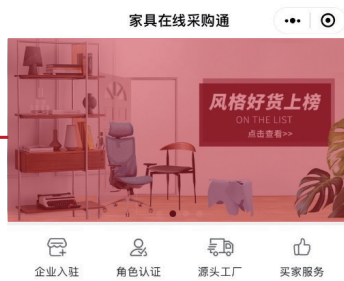 家具在线采购通
风格好货上榜
ON THE LIST
点击查看>>
企业入驻 角色认证 源头工厂 买家服务